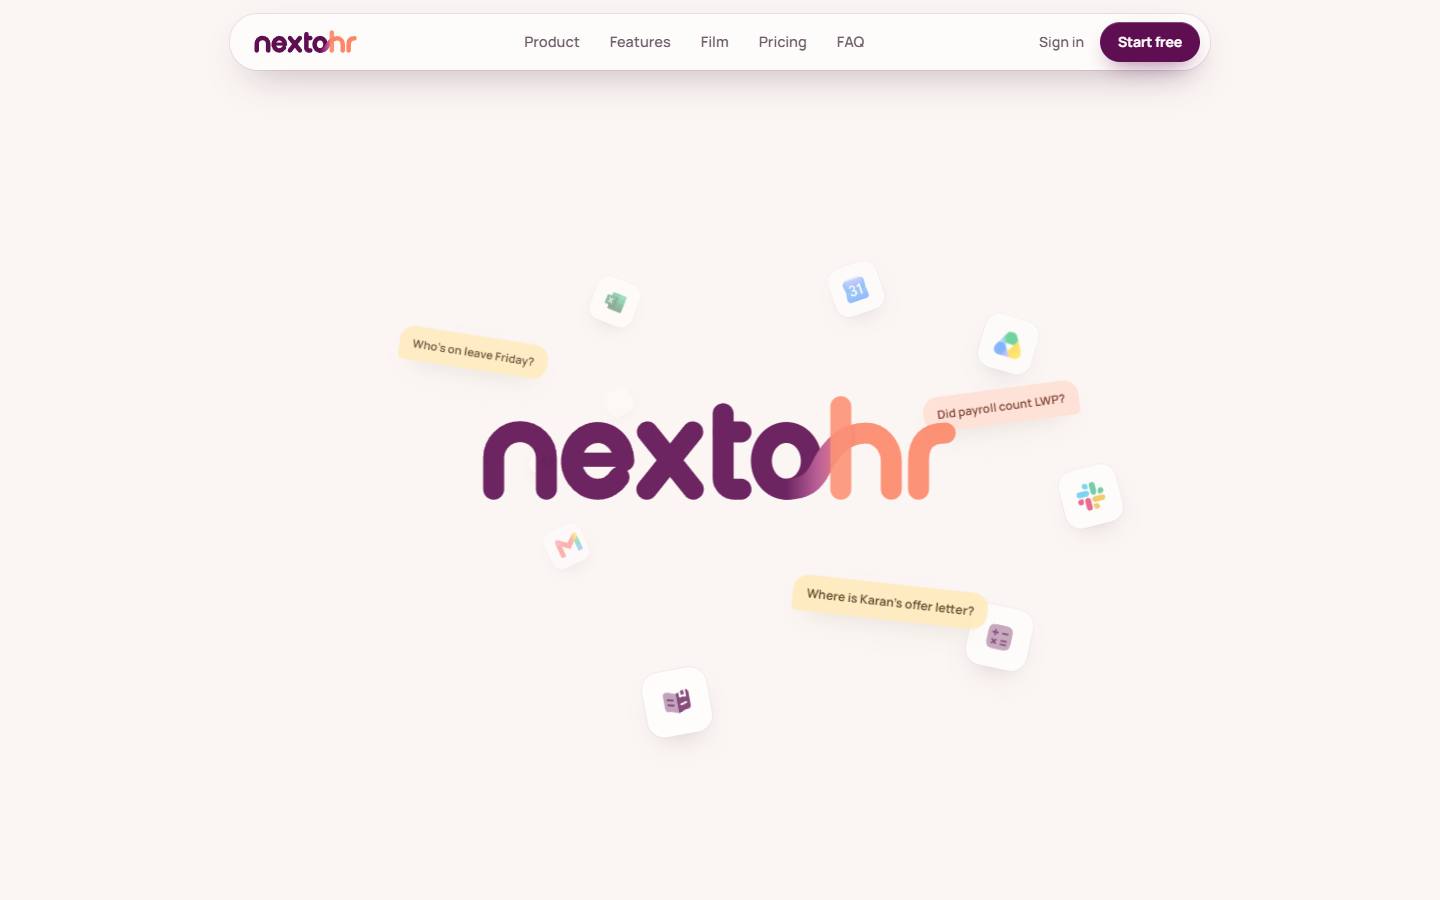 nextohr
Product
Features
Film
Pricing
FAQ
Sign in
Start free
31
Who's on leave Friday?
Did payroll count LWP?
nextohr
Where is Karan's offer letter?